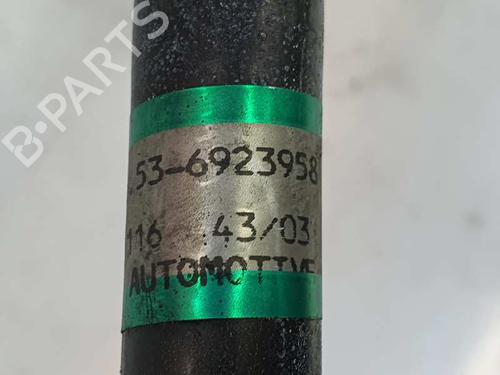 B-PARTS
.53-6923958
116 43/03
AUTOMOTIVE